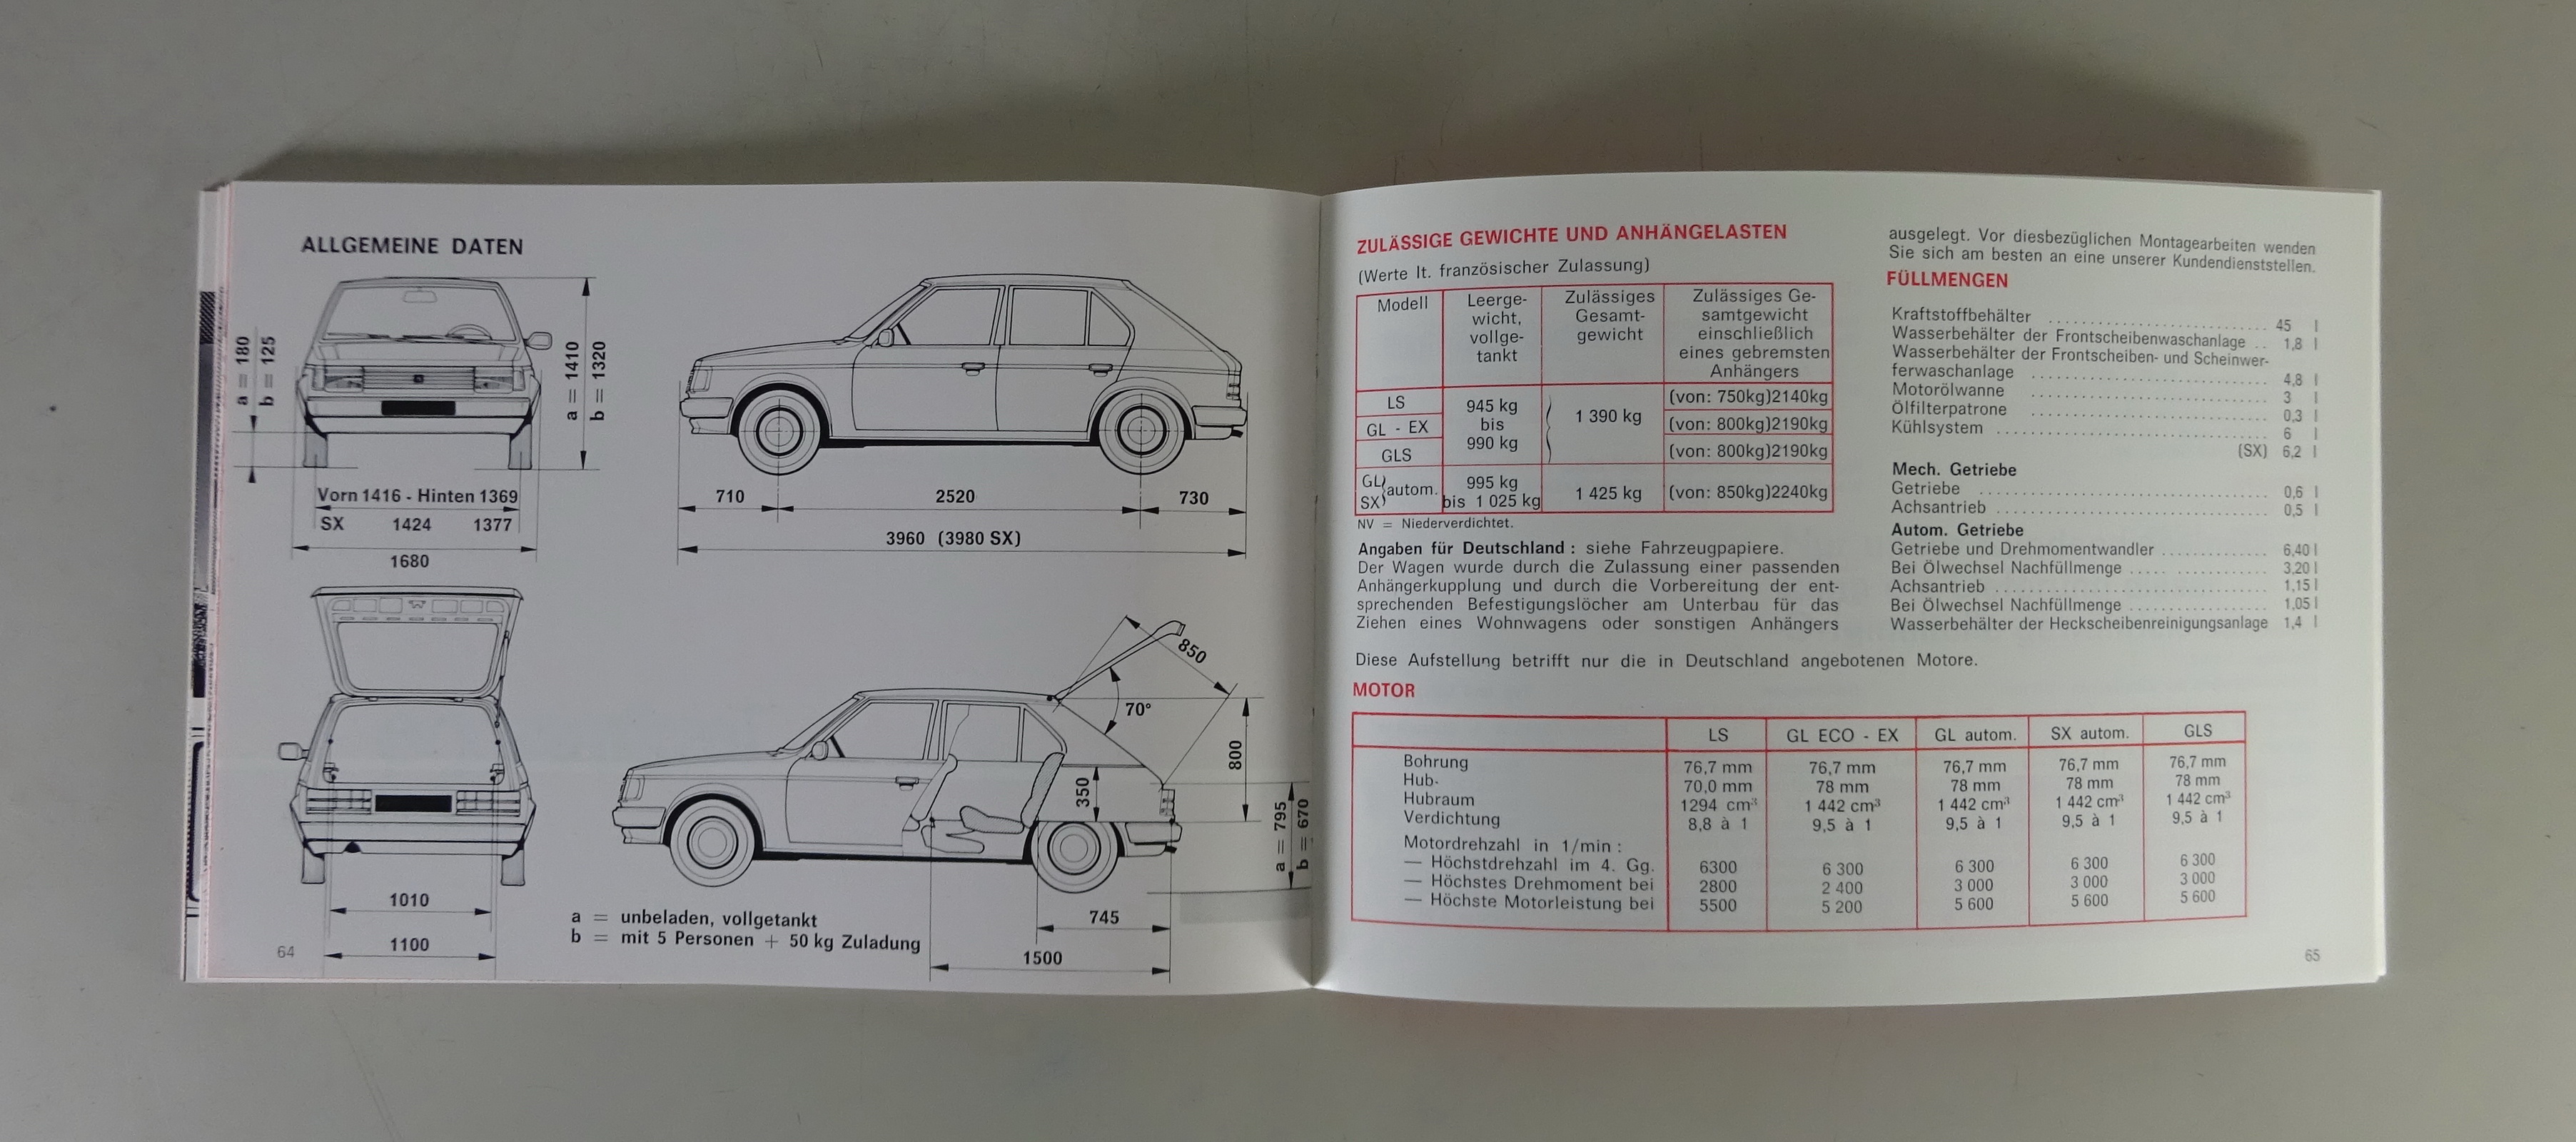 ALLGEMEINE DATEN
a = 180
b = 125
a = 1410
b = 1320
Vorn 1416 - Hinten 1369
SX 1424 1377
1680
710 2520 730
3960 (3980 SX)
850
70°
800
350
a = 795
b = 670
1010
1100
745
1500
a = unbeladen, vollgetankt
b = mit 5 Personen + 50 kg Zuladung
64
ZULÄSSIGE GEWICHTE UND ANHÄNGELASTEN
(Werte lt. französischer Zulassung)
Modell
Leerge-
wicht,
vollge-
tankt
Zulässiges
Gesamt-
gewicht
Zulässiges Ge-
samtgewicht
einschließlich
eines gebremsten
Anhängers
LS
GL - EX
GLS
945 kg
bis
990 kg
1 390 kg
(von: 750kg)2140kg
(von: 800kg)2190kg
(von: 800kg)2190kg
GL
SX
autom.
995 kg
bis 1 025 kg
1 425 kg
(von: 850kg)2240kg
NV = Niederverdichtet.
Angaben für Deutschland : siehe Fahrzeugpapiere.
Der Wagen wurde durch die Zulassung einer passenden
Anhängerkupplung und durch die Vorbereitung der ent-
sprechenden Befestigungslöcher am Unterbau für das
Ziehen eines Wohnwagens oder sonstigen Anhängers
ausgelegt. Vor diesbezüglichen Montagearbeiten wenden
Sie sich am besten an eine unserer Kundendienststellen.
FÜLLMENGEN
Kraftstoffbehälter 45 l
Wasserbehälter der Frontscheibenwaschanlage .. 1,8 l
Wasserbehälter der Frontscheiben- und Scheinwer-
ferwaschanlage 4,8 l
Motorölwanne 3 l
Ölfilterpatrone 0,3 l
Kühlsystem 6 l
(SX) 6,2 l
Mech. Getriebe
Getriebe 0,6 l
Achsantrieb 0,5 l
Autom. Getriebe
Getriebe und Drehmomentwandler 6,40 l
Bei Ölwechsel Nachfüllmenge 3,20 l
Achsantrieb 1,15 l
Bei Ölwechsel Nachfüllmenge 1,05 l
Wasserbehälter der Heckscheibenreinigungsanlage 1,4 l
Diese Aufstellung betrifft nur die in Deutschland angebotenen Motore.
MOTOR
LS GL ECO - EX GL autom. SX autom. GLS
Bohrung 76,7 mm 76,7 mm 76,7 mm 76,7 mm 76,7 mm
Hub- 70,0 mm 78 mm 78 mm 78 mm 78 mm
Hubraum 1294 cm³ 1 442 cm³ 1 442 cm³ 1 442 cm³ 1 442 cm³
Verdichtung 8,8 à 1 9,5 à 1 9,5 à 1 9,5 à 1 9,5 à 1
Motordrehzahl in 1/min :
— Höchstdrehzahl im 4. Gg. 6300 6 300 6 300 6 300 6 300
— Höchstes Drehmoment bei 2800 2 400 3 000 3 000 3 000
— Höchste Motorleistung bei 5500 5 200 5 600 5 600 5 600
65